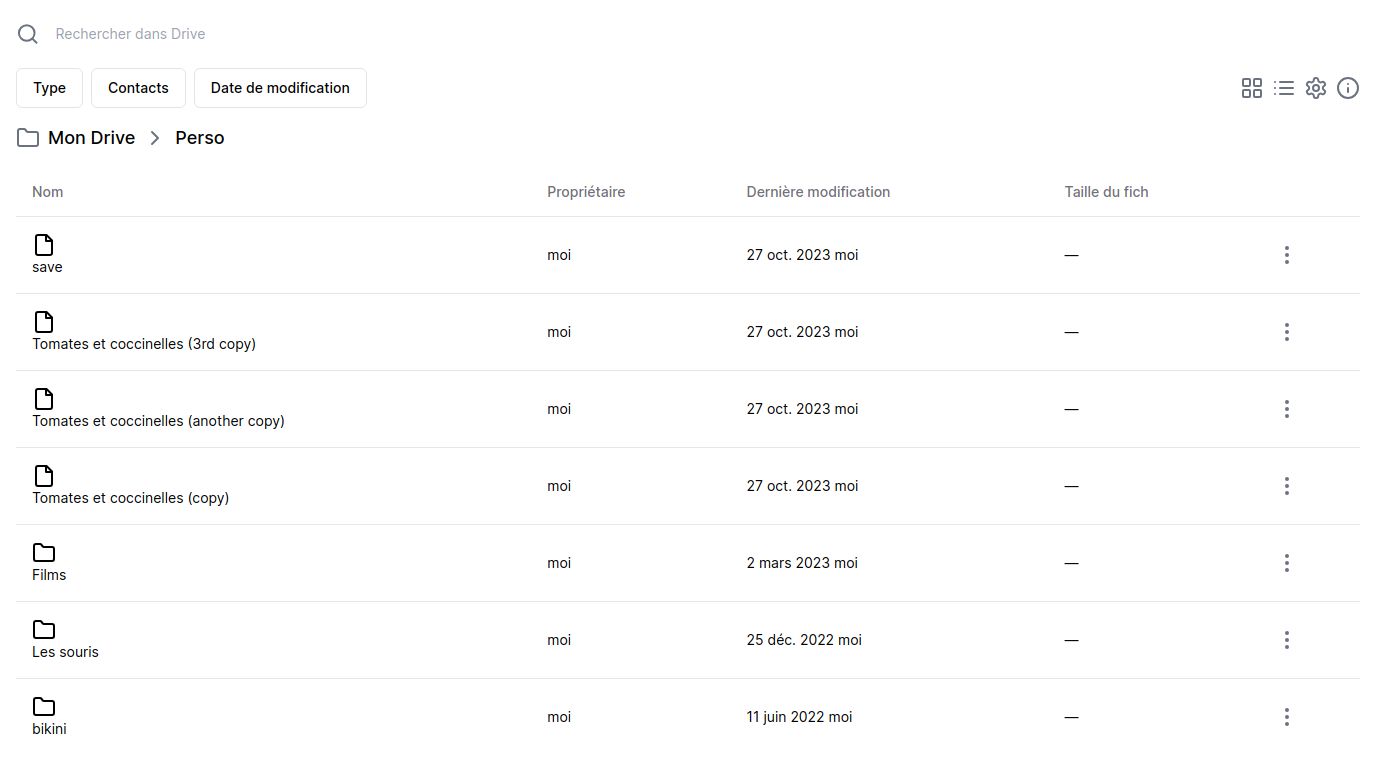 Rechercher dans Drive
Type Contacts Date de modification
Mon Drive Perso
Nom Propriétaire Dernière modification Taille du fich
save moi 27 oct. 2023 moi —
Tomates et coccinelles (3rd copy) moi 27 oct. 2023 moi —
Tomates et coccinelles (another copy) moi 27 oct. 2023 moi —
Tomates et coccinelles (copy) moi 27 oct. 2023 moi —
Films moi 2 mars 2023 moi —
Les souris moi 25 déc. 2022 moi —
bikini moi 11 juin 2022 moi —